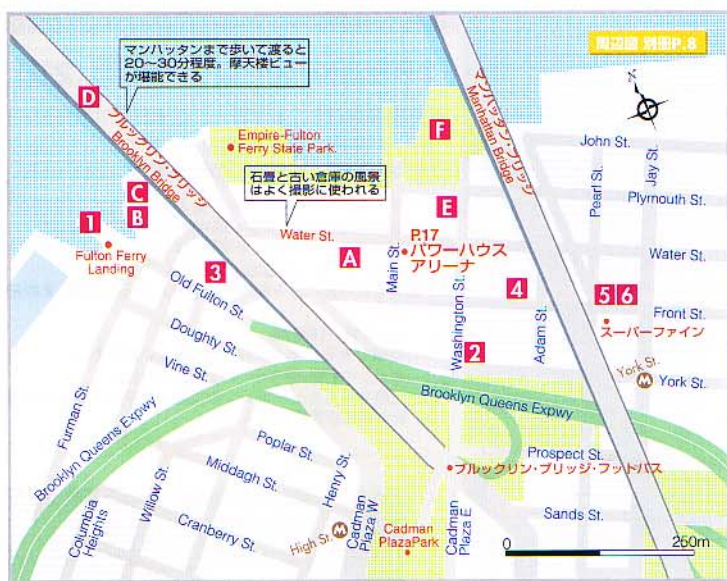 マンハッタンまで歩いて渡ると
20〜30分程度。摩天楼ビュー
が堪能できる
周辺図 別冊P.8
N
D
ブルックリン・ブリッジ
Brooklyn Bridge
マンハッタン・ブリッジ
Manhattan Bridge
F
Empire-Fulton
Ferry State Park.
John St.
Pearl St.
Jay St.
Plymouth St.
石畳と古い倉庫の風景
はよく撮影に使われる
C
B
E
1
Fulton Ferry
Landing
Water St.
A
Main St.
P.17
パワーハウス
アリーナ
Water St.
3
Old Fulton St.
Washington St.
4
Adam St.
5 6
Front St.
スーパーファイン
Doughty St.
2
Vine St.
York St.
M
York St.
Furman St.
Brooklyn Queens Expwy
Brooklyn Queens Expwy
Poplar St.
Prospect St.
Middagh St.
Henry St.
ブルックリン・ブリッジ・フットパス
Columbia
Heights
Willow St.
Cranberry St.
High St.
M
Cadman
Plaza W
Cadman
PlazaPark
Cadman
Plaza E
Sands St.
0
250m